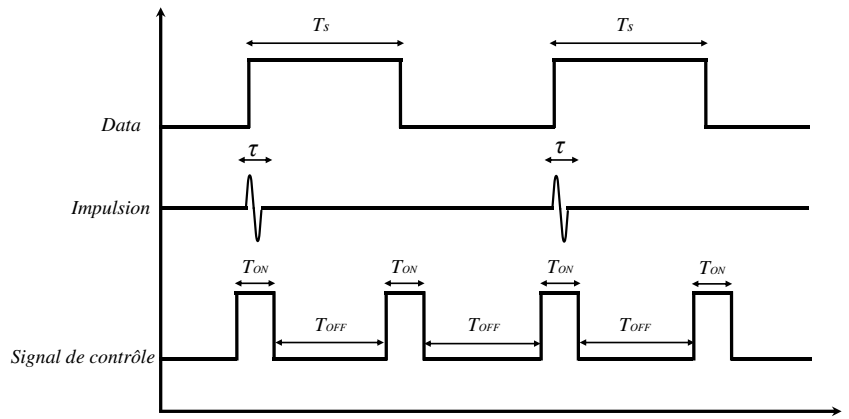 Ts Ts
Data
τ τ
Impulsion
TON TON TON TON
TOFF TOFF TOFF
Signal de contrôle